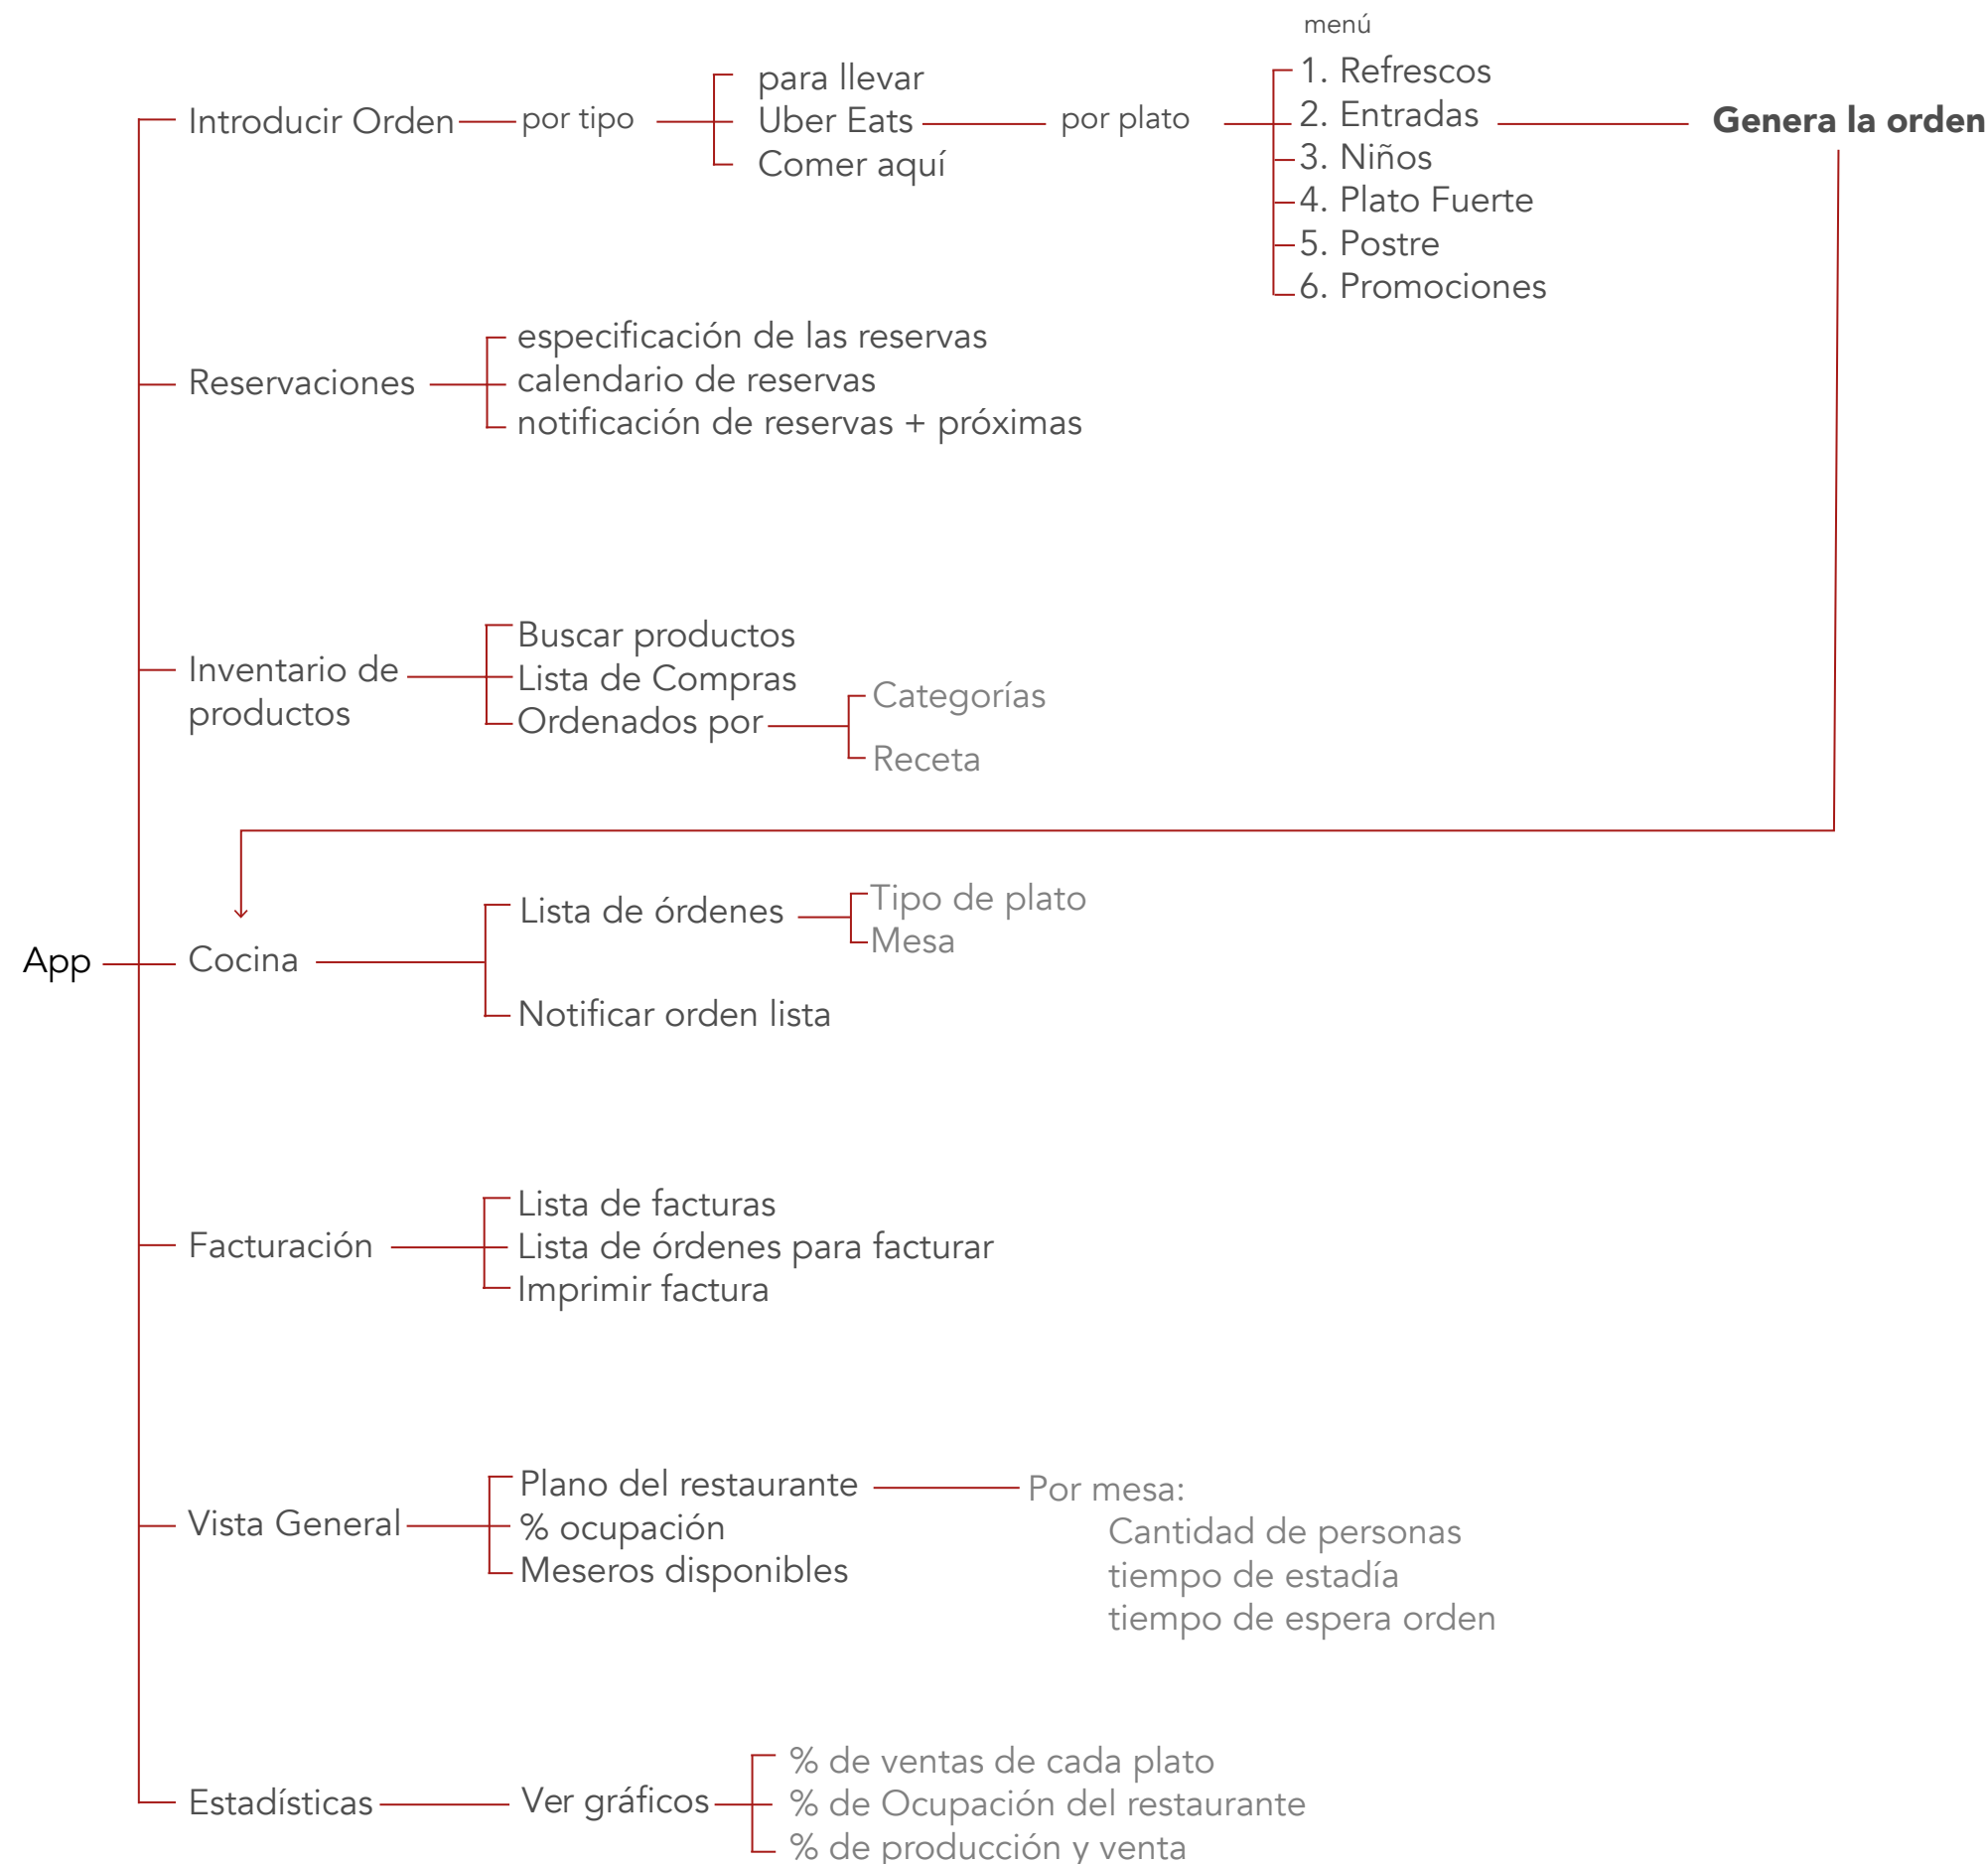 menú
Introducir Orden
por tipo
para llevar
Uber Eats
Comer aquí
por plato
1. Refrescos
2. Entradas
3. Niños
4. Plato Fuerte
5. Postre
6. Promociones
Genera la orden
Reservaciones
especificación de las reservas
calendario de reservas
notificación de reservas + próximas
Inventario de
productos
Buscar productos
Lista de Compras
Ordenados por
Categorías
Receta
App
Cocina
Lista de órdenes
Tipo de plato
Mesa
Notificar orden lista
Facturación
Lista de facturas
Lista de órdenes para facturar
Imprimir factura
Vista General
Plano del restaurante
% ocupación
Meseros disponibles
Por mesa:
Cantidad de personas
tiempo de estadía
tiempo de espera orden
Estadísticas
Ver gráficos
% de ventas de cada plato
% de Ocupación del restaurante
% de producción y venta